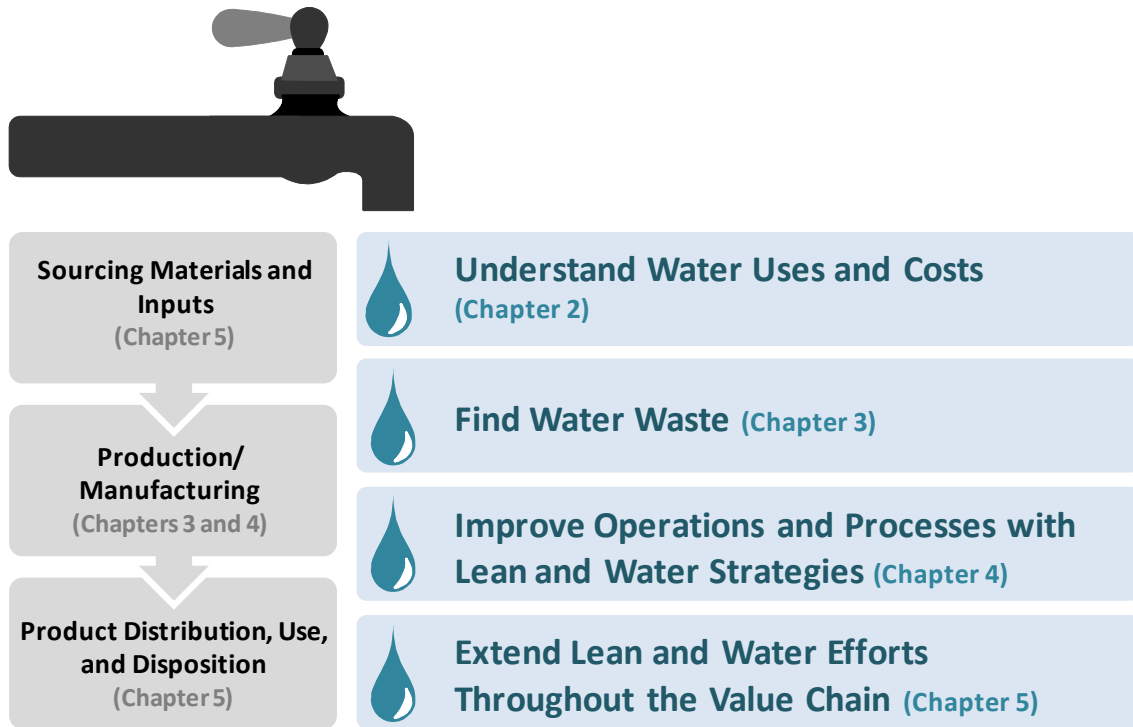 Sourcing Materials and
Inputs
(Chapter 5)
Production/
Manufacturing
(Chapters 3 and 4)
Product Distribution, Use,
and Disposition
(Chapter 5)
Understand Water Uses and Costs
(Chapter 2)
Find Water Waste (Chapter 3)
Improve Operations and Processes with
Lean and Water Strategies (Chapter 4)
Extend Lean and Water Efforts
Throughout the Value Chain (Chapter 5)